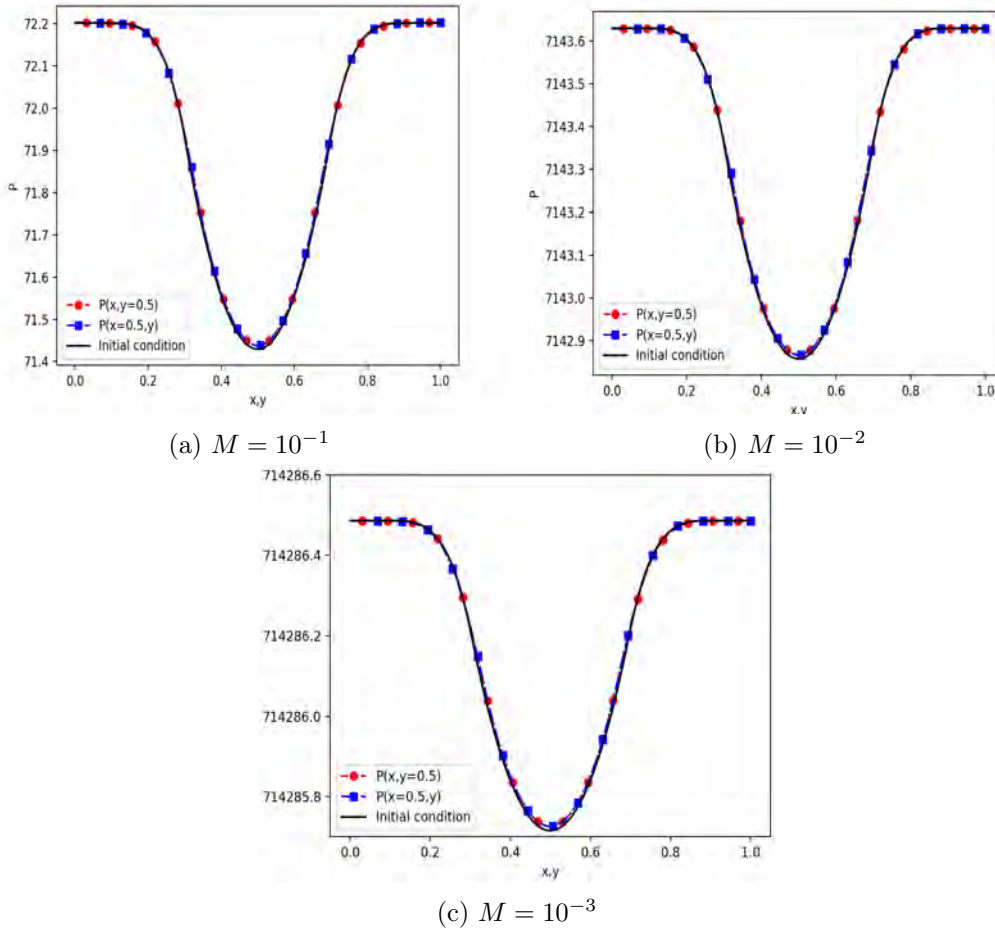 72.2
72.1
72.0
71.9
71.8
71.7
71.6
71.5
71.4
P
P(x,y=0.5)
P(x=0.5,y)
Initial condition
0.0 0.2 0.4 0.6 0.8 1.0
x,y
(a) M = 10⁻¹
7143.6
7143.5
7143.4
7143.3
7143.2
7143.1
7143.0
7142.9
P
P(x,y=0.5)
P(x=0.5,y)
Initial condition
0.0 0.2 0.4 0.6 0.8 1.0
x,y
(b) M = 10⁻²
714286.6
714286.4
714286.2
714286.0
714285.8
P(x,y=0.5)
P(x=0.5,y)
Initial condition
0.0 0.2 0.4 0.6 0.8 1.0
x,y
(c) M = 10⁻³